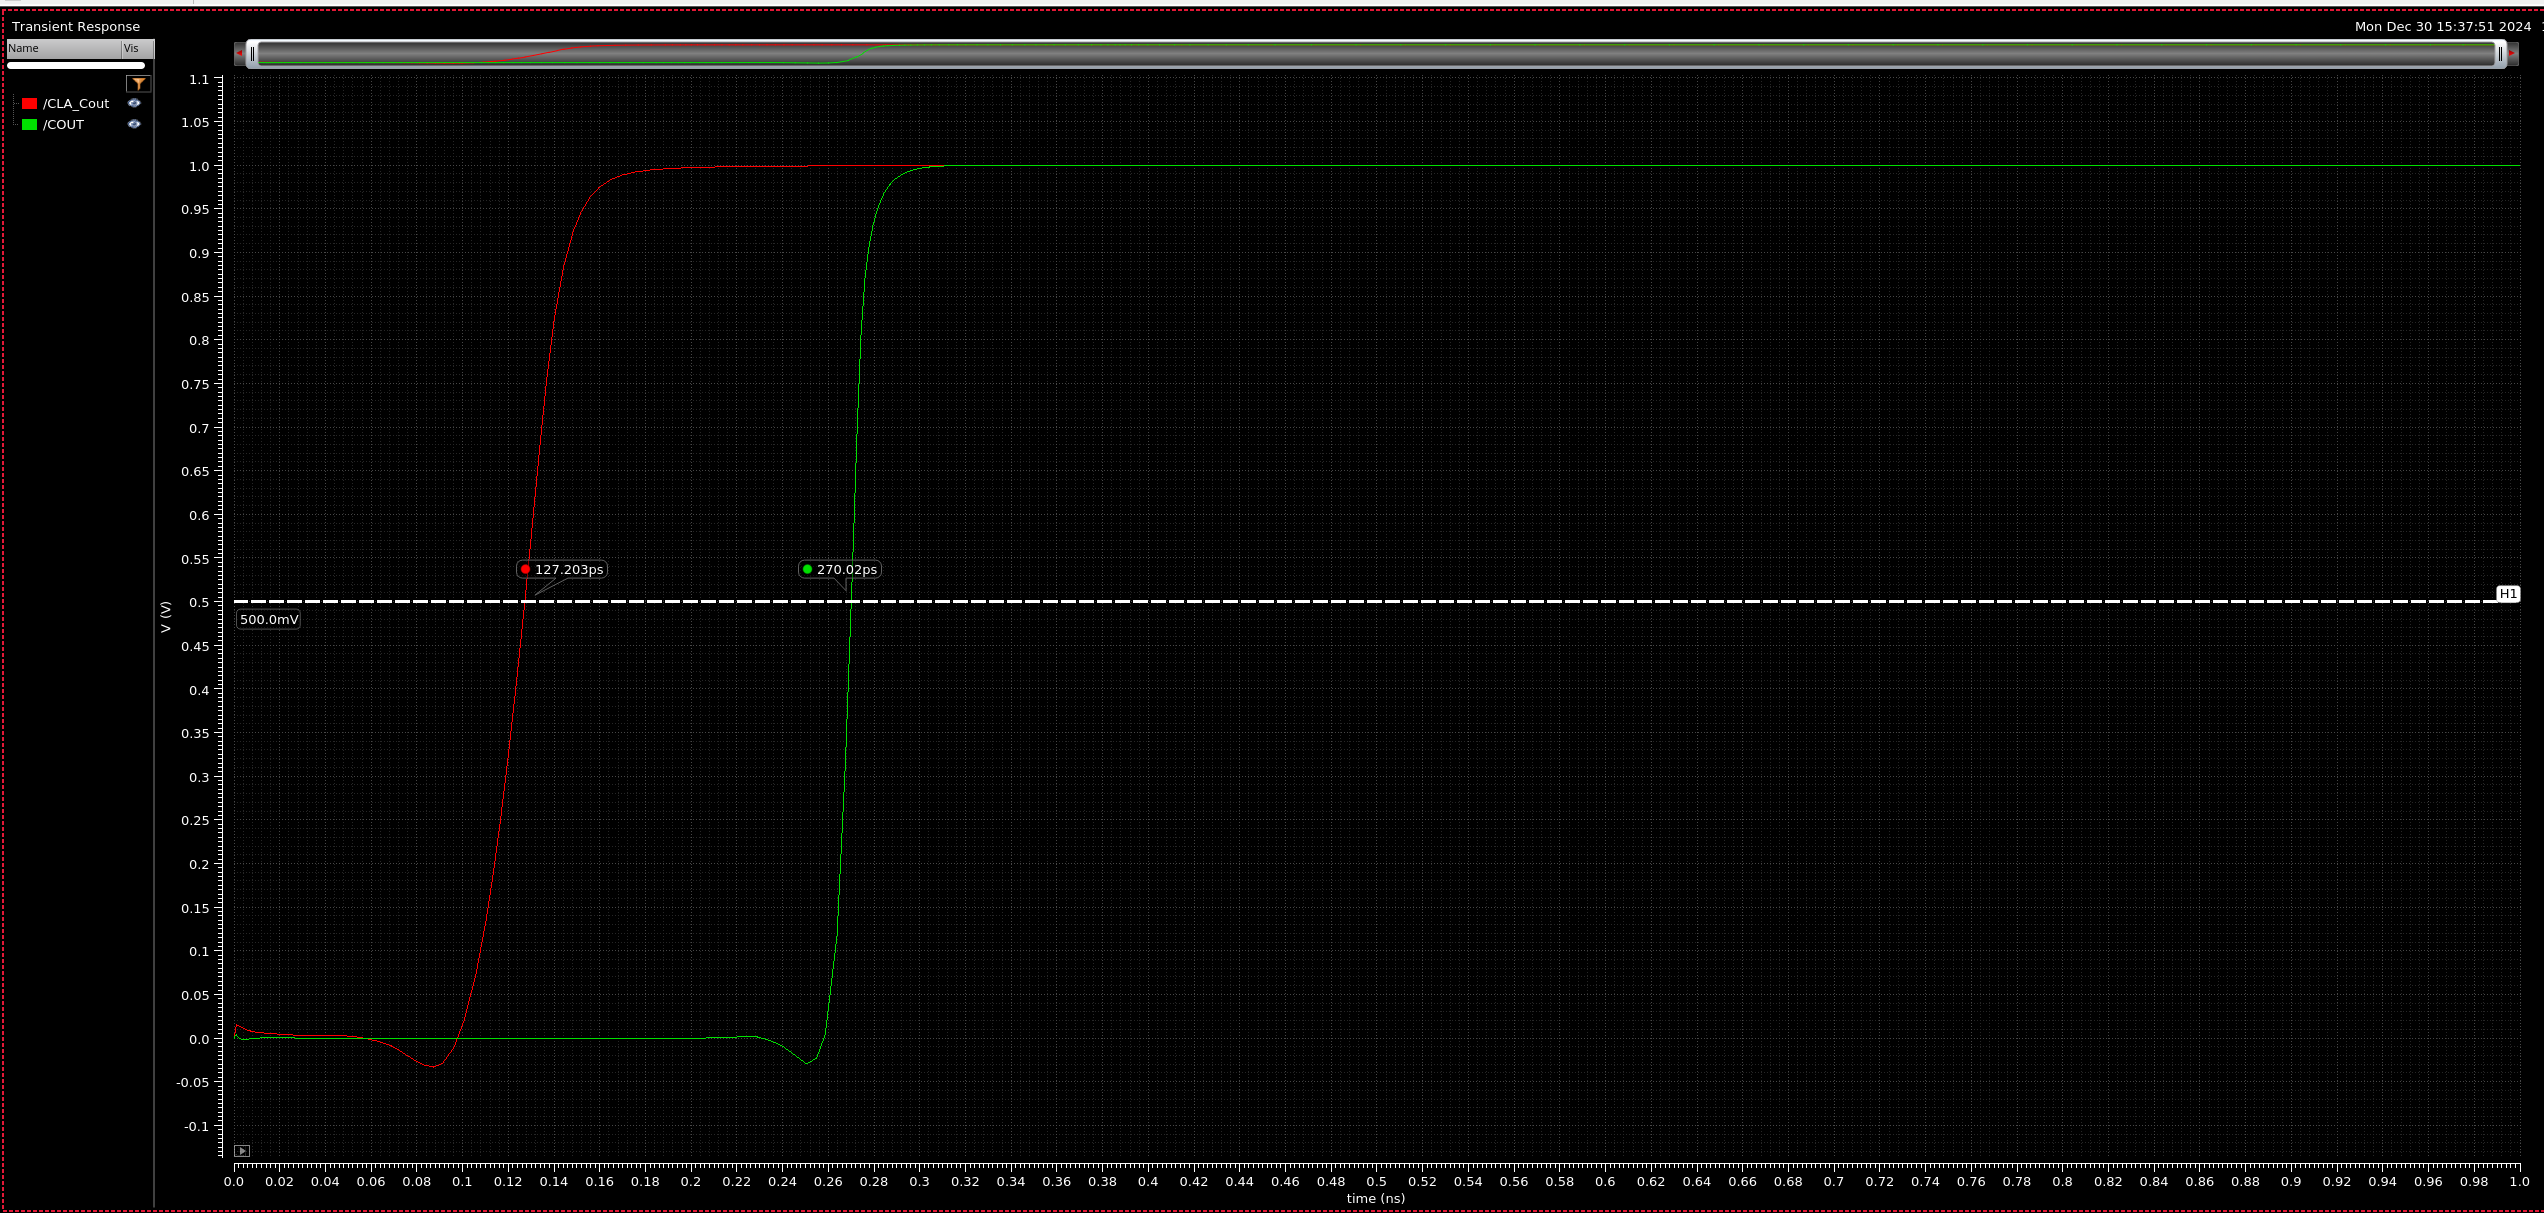 Transient Response
Mon Dec 30 15:37:51 2024
Name Vis
/CLA_Cout
/COUT
1.1
1.05
1.0
0.95
0.9
0.85
0.8
0.75
0.7
0.65
0.6
0.55
127.203ps
270.02ps
0.5
H1
500.0mV
V (V)
0.45
0.4
0.35
0.3
0.25
0.2
0.15
0.1
0.05
0.0
-0.05
-0.1
0.0 0.02 0.04 0.06 0.08 0.1 0.12 0.14 0.16 0.18 0.2 0.22 0.24 0.26 0.28 0.3 0.32 0.34 0.36 0.38 0.4 0.42 0.44 0.46 0.48 0.5 0.52 0.54 0.56 0.58 0.6 0.62 0.64 0.66 0.68 0.7 0.72 0.74 0.76 0.78 0.8 0.82 0.84 0.86 0.88 0.9 0.92 0.94 0.96 0.98 1.0
time (ns)